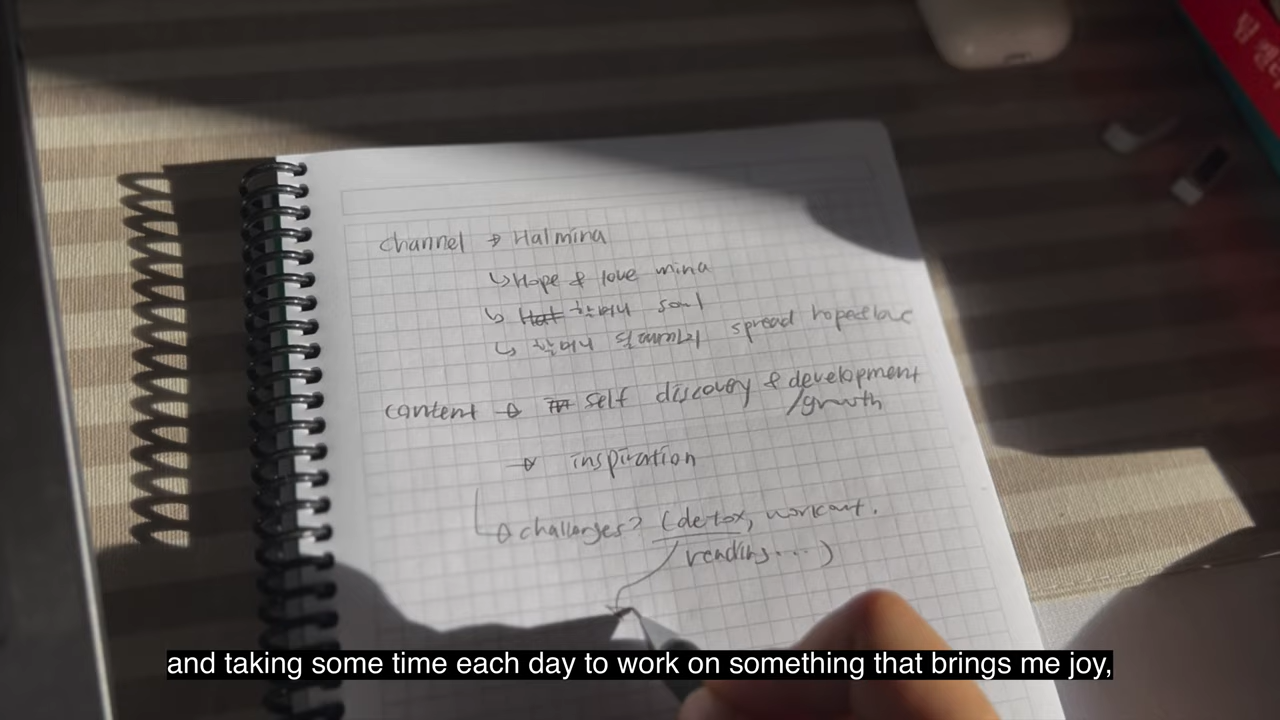 channel → Halmina
↳ Hope & love mina
↳ 할머니 soul
↳ 할머니 될때까지 spread hope&love
content → self discovery & development
/growth
→ inspiration
→ challenges? (detox, workout,
reading...)
and taking some time each day to work on something that brings me joy,